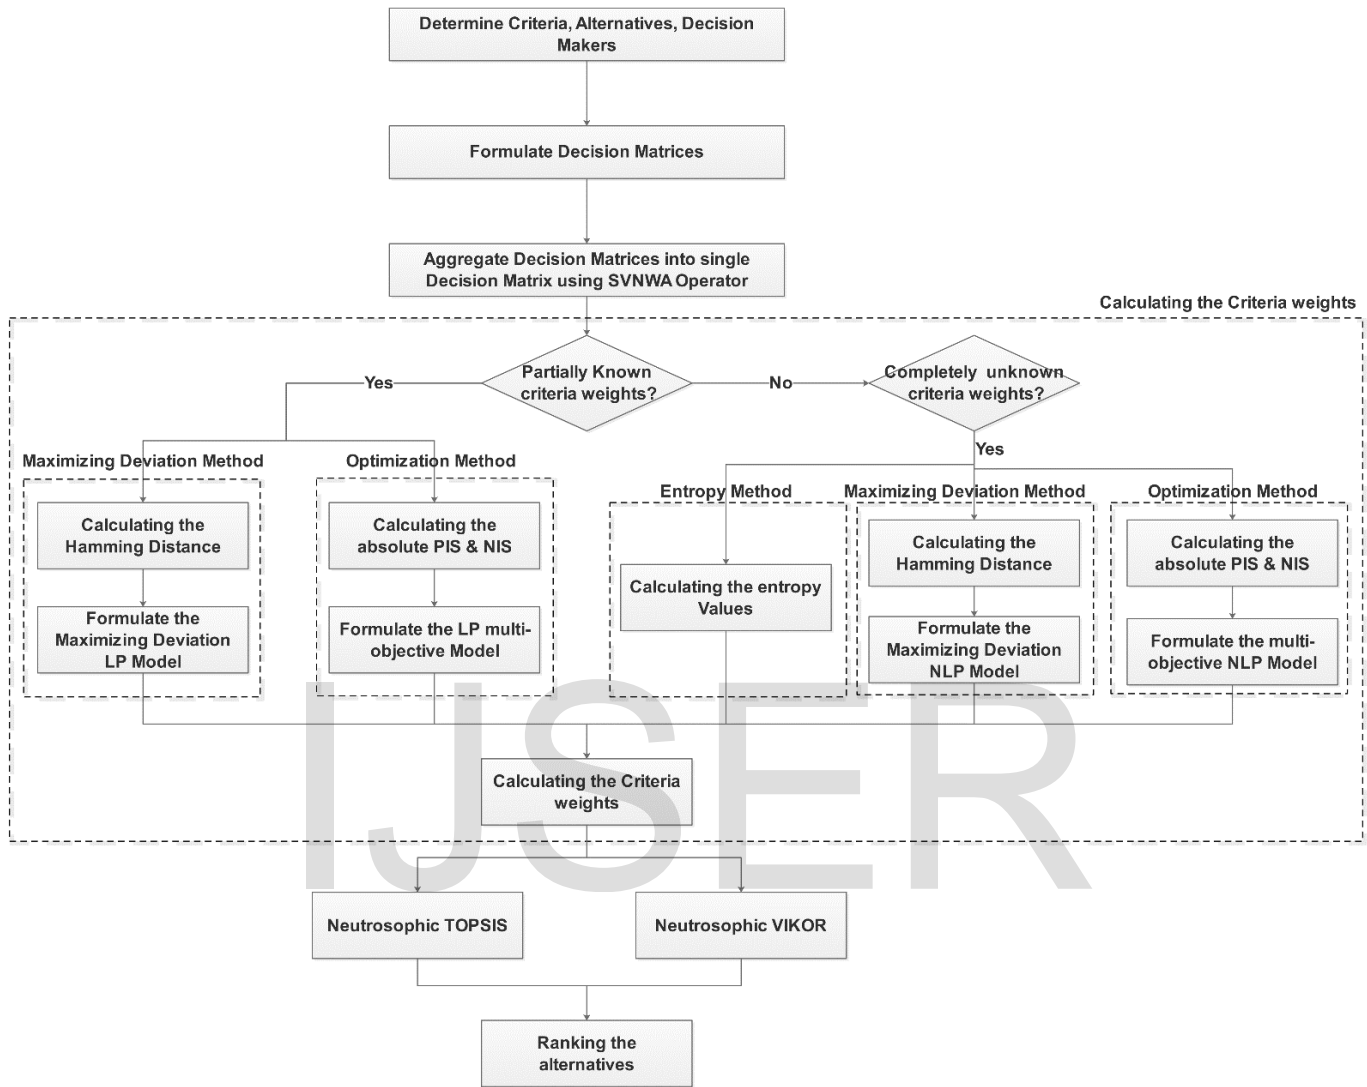 Determine Criteria, Alternatives, Decision
Makers
Formulate Decision Matrices
Aggregate Decision Matrices into single
Decision Matrix using SVNWA Operator
Calculating the Criteria weights
Partially Known
criteria weights?
Yes
No
Completely unknown
criteria weights?
Yes
Maximizing Deviation Method
Calculating the
Hamming Distance
Formulate the
Maximizing Deviation
LP Model
Optimization Method
Calculating the
absolute PIS & NIS
Formulate the LP multi-
objective Model
Entropy Method
Calculating the entropy
Values
Maximizing Deviation Method
Calculating the
Hamming Distance
Formulate the
Maximizing Deviation
NLP Model
Optimization Method
Calculating the
absolute PIS & NIS
Formulate the multi-
objective NLP Model
IJSER
Calculating the Criteria
weights
Neutrosophic TOPSIS
Neutrosophic VIKOR
Ranking the
alternatives